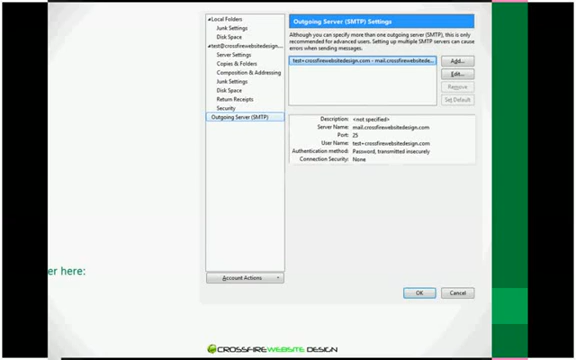 Local Folders
Junk Settings
Disk Space
test@crossfirewebsitedesign...
Server Settings
Copies & Folders
Composition & Addressing
Junk Settings
Disk Space
Return Receipts
Security
Outgoing Server (SMTP)
Account Actions
Outgoing Server (SMTP) Settings
Although you can specify more than one outgoing server (SMTP), this is only
recommended for advanced users. Setting up multiple SMTP servers can cause
errors when sending messages.
test+crossfirewebsitedesign.com - mail.crossfirewebsitede...
Add...
Edit...
Remove
Set Default
Description: <not specified>
Server Name: mail.crossfirewebsitedesign.com
Port: 25
User Name: test+crossfirewebsitedesign.com
Authentication method: Password, transmitted insecurely
Connection Security: None
er here:
OK
Cancel
CROSSFIRE WEBSITE DESIGN